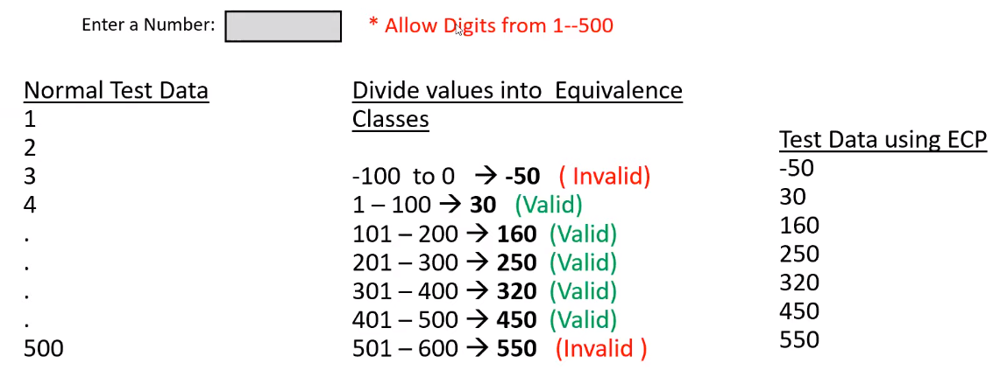 Enter a Number:
* Allow Digits from 1--500
Normal Test Data
1
2
3
4
.
.
.
.
500
Divide values into Equivalence
Classes
-100 to 0 → -50 ( Invalid)
1 – 100 → 30 (Valid)
101 – 200 → 160 (Valid)
201 – 300 → 250 (Valid)
301 – 400 → 320 (Valid)
401 – 500 → 450 (Valid)
501 – 600 → 550 (Invalid )
Test Data using ECP
-50
30
160
250
320
450
550